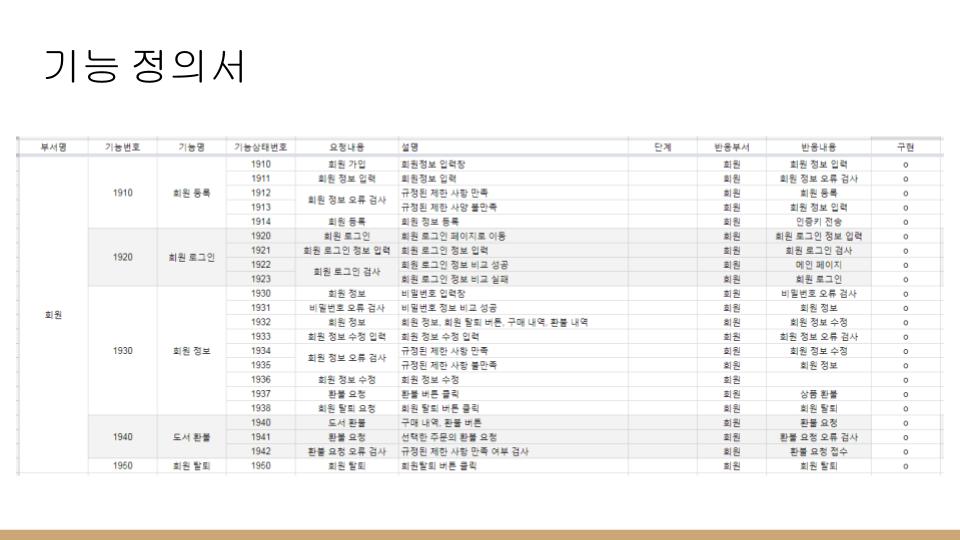 기능 정의서
부서명 기능번호 기능명 기능상태번호 요청내용 설명 단계 반응부서 반응내용 구현
회원 1910 회원 등록 1910 회원 가입 회원정보 입력창 회원 회원 정보 입력 o
1911 회원 정보 입력 회원정보 입력 회원 회원 정보 오류 검사 o
1912 회원 정보 오류 검사 규정된 제한 사항 만족 회원 회원 등록 o
1913 규정된 제한 사양 불만족 회원 회원 정보 입력 o
1914 회원 등록 회원 정보 등록 회원 인증키 전송 o
1920 회원 로그인 1920 회원 로그인 회원 로그인 페이지로 이동 회원 회원 로그인 정보 입력 o
1921 회원 로그인 정보 입력 회원 로그인 정보 입력 회원 회원 로그인 검사 o
1922 회원 로그인 검사 회원 로그인 정보 비교 성공 회원 메인 페이지 o
1923 회원 로그인 정보 비교 실패 회원 회원 로그인 o
1930 회원 정보 1930 회원 정보 비밀번호 입력창 회원 비밀번호 오류 검사 o
1931 비밀번호 오류 검사 비밀번호 정보 비교 성공 회원 회원 정보 o
1932 회원 정보 회원 정보, 회원 탈퇴 버튼, 구매 내역, 환불 내역 회원 회원 정보 수정 o
1933 회원 정보 수정 입력 회원 정보 수정 입력 회원 회원 정보 오류 검사 o
1934 회원 정보 오류 검사 규정된 제한 사항 만족 회원 회원 정보 수정 o
1935 규정된 제한 사항 불만족 회원 회원 정보 o
1936 회원 정보 수정 회원 정보 수정 회원 o
1937 환불 요청 환불 버튼 클릭 회원 상품 환불 o
1938 회원 탈퇴 요청 회원 탈퇴 버튼 클릭 회원 회원 탈퇴 o
1940 도서 환불 1940 도서 환불 구매 내역, 환불 버튼 회원 환불 요청 o
1941 환불 요청 선택한 주문의 환불 요청 회원 환불 요청 오류 검사 o
1942 환불 요청 오류 검사 규정된 제한 사항 만족 여부 검사 회원 환불 요청 접수 o
1950 회원 탈퇴 1950 회원 탈퇴 회원탈퇴 버튼 클릭 회원 회원 탈퇴 o